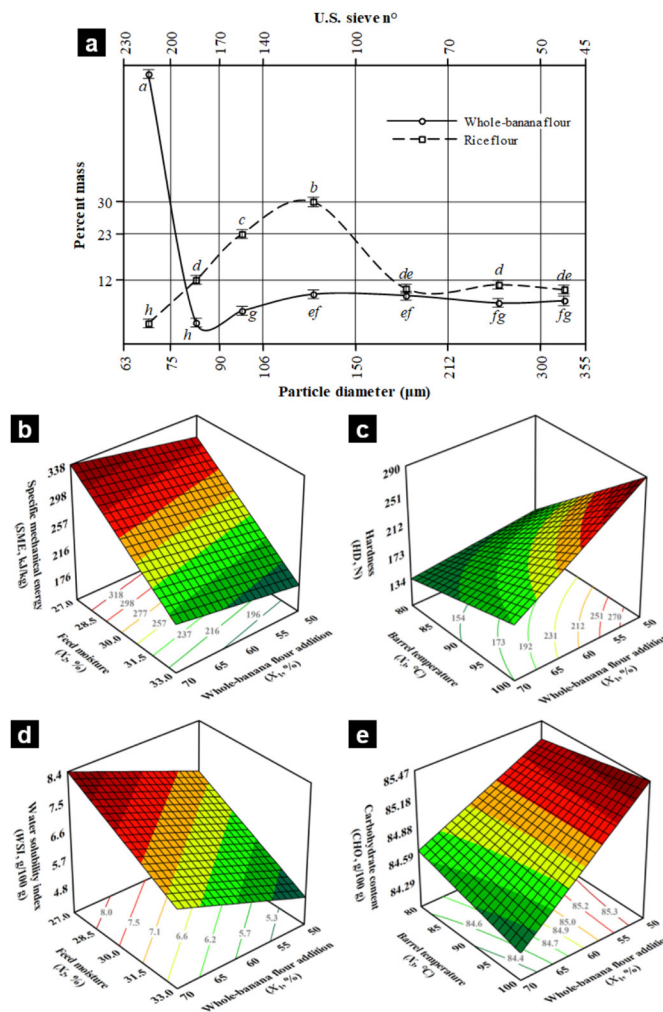 U.S. sieve n°
230 200 170 140 100 70 50 45
a
Percent mass
30
23
12
Whole-banana flour
Rice flour
a
h
d
h
c
g
b
ef
de
ef
d
fg
de
fg
63 75 90 106 150 212 300 355
Particle diameter (µm)
b
Specific mechanical energy
(SME, kJ/kg)
338
298
257
216
176
27.0
28.5
30.0
31.5
33.0
Feed moisture
318
298
277
257
237
216
196
70
65
60
55
50
Whole-banana flour addition
(X₁, %)
c
Hardness
(HD, N)
290
251
212
173
134
80
85
90
95
100
Barrel temperature
154
173
192
231
212
251
270
70
65
60
55
50
Whole-banana flour addition
(X₁, %)
d
Water solubility index
(WSI, g/100 g)
8.4
7.5
6.6
5.7
4.8
27.0
28.5
30.0
31.5
33.0
Feed moisture
8.0
7.5
7.1
6.6
6.2
5.7
5.3
70
65
60
55
50
Whole-banana flour addition
(X₁, %)
e
Carbohydrate content
(CHO, g/100 g)
85.47
85.18
84.88
84.59
84.29
80
85
90
95
100
Barrel temperature
84.6
84.4
84.7
84.9
85.0
85.2
85.3
70
65
60
55
50
Whole-banana flour addition
(X₁, %)